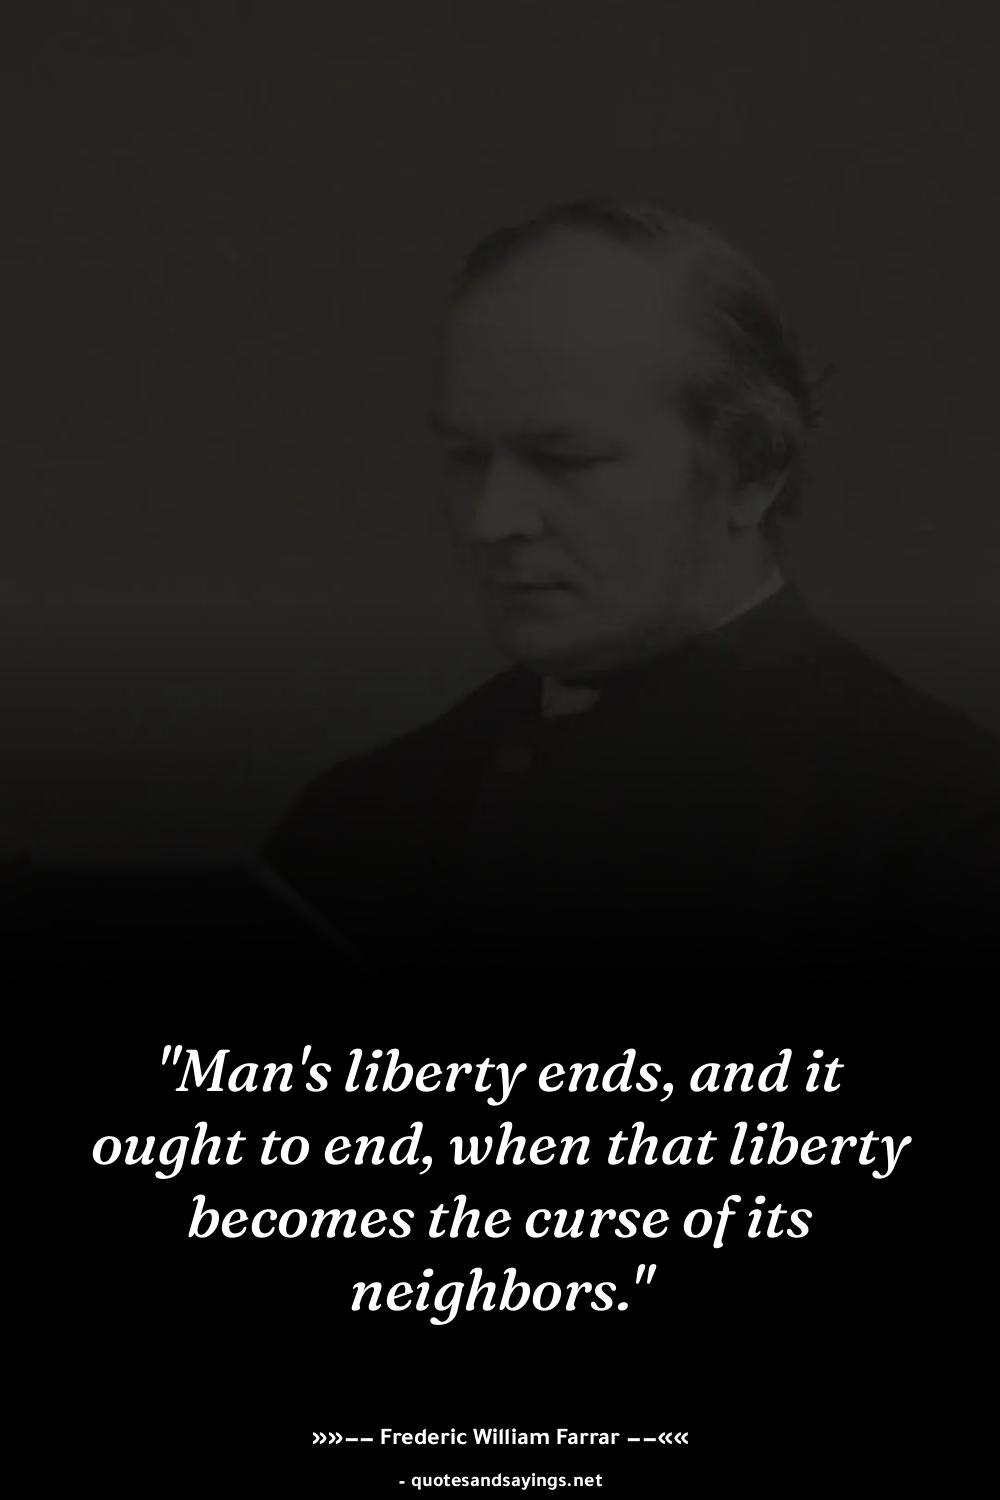 "Man's liberty ends, and it
ought to end, when that liberty
becomes the curse of its
neighbors."
»»−− Frederic William Farrar −−««
- quotesandsayings.net